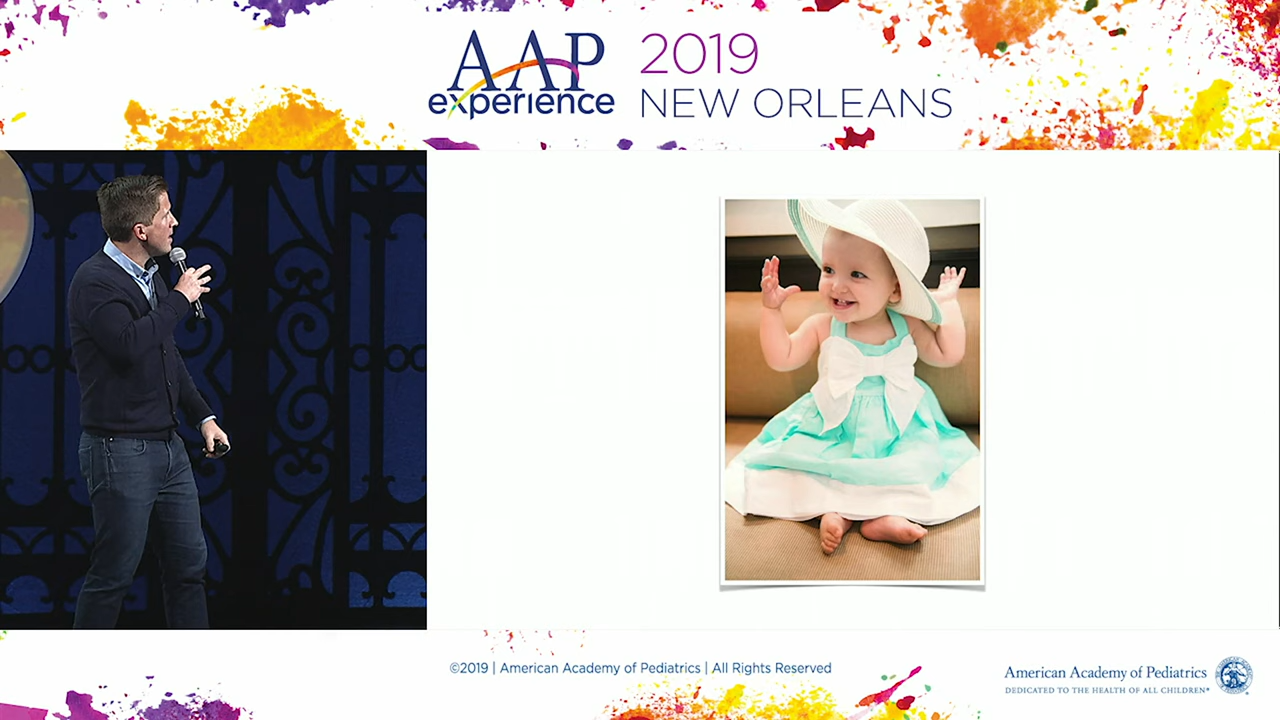 AAP
experience
2019
NEW ORLEANS
©2019 | American Academy of Pediatrics | All Rights Reserved
American Academy of Pediatrics
DEDICATED TO THE HEALTH OF ALL CHILDREN®